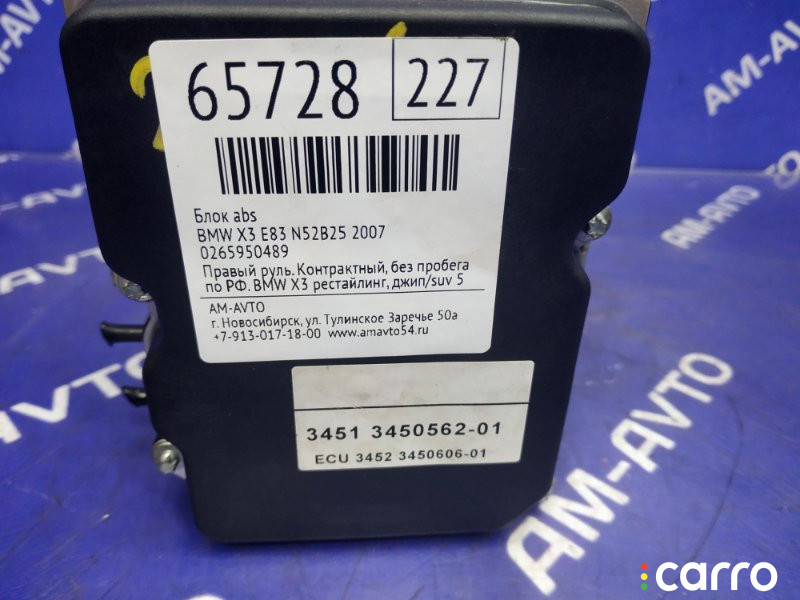 65728 227
Блок abs
BMW X3 E83 N52B25 2007
0265950489
Правый руль. Контрактный, без пробега
по РФ. BMW X3 рестайлинг, джип/suv 5
AM-AVTO
г. Новосибирск, ул. Тулинское Заречье 50а
+7-913-017-18-00 www.amavto54.ru
3451 3450562-01
ECU 3452 3450606-01
AM-AVTO
AM-AVTO
AM-AVTO
AM-AVTO
carro